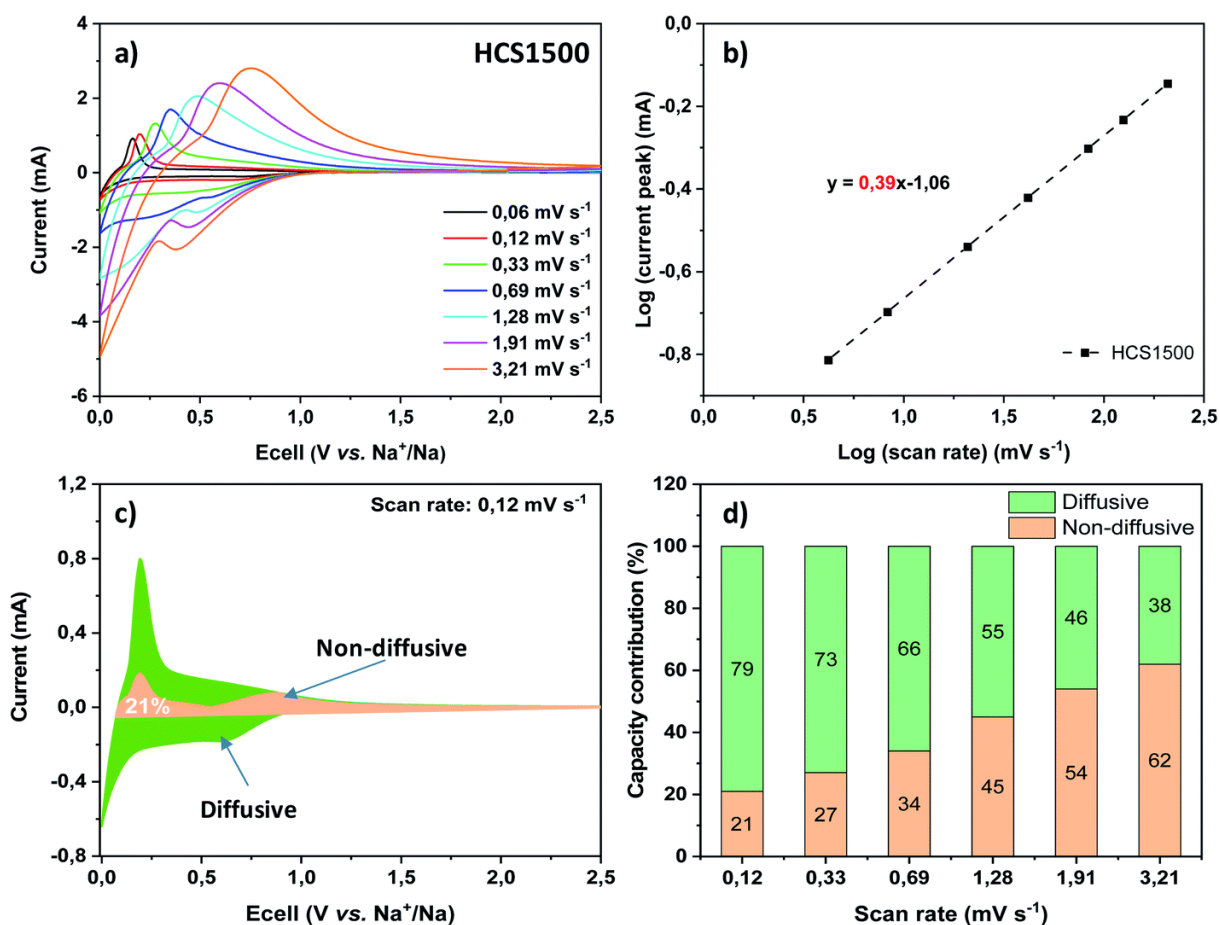 a)
HCS1500
Current (mA)
4
2
0
-2
-4
-6
0,0
0,5
1,0
1,5
2,0
2,5
Ecell (V vs. Na⁺/Na)
0,06 mV s⁻¹
0,12 mV s⁻¹
0,33 mV s⁻¹
0,69 mV s⁻¹
1,28 mV s⁻¹
1,91 mV s⁻¹
3,21 mV s⁻¹
b)
Log (current peak) (mA)
0,0
-0,2
-0,4
-0,6
-0,8
y = 0,39x-1,06
HCS1500
0,0
0,5
1,0
1,5
2,0
2,5
Log (scan rate) (mV s⁻¹)
c)
Scan rate: 0,12 mV s⁻¹
Current (mA)
1,2
0,8
0,4
0,0
-0,4
-0,8
Non-diffusive
21%
Diffusive
0,0
0,5
1,0
1,5
2,0
2,5
Ecell (V vs. Na⁺/Na)
d)
Diffusive
Non-diffusive
Capacity contribution (%)
120
100
80
60
40
20
0
79
73
66
55
46
38
21
27
34
45
54
62
0,12
0,33
0,69
1,28
1,91
3,21
Scan rate (mV s⁻¹)